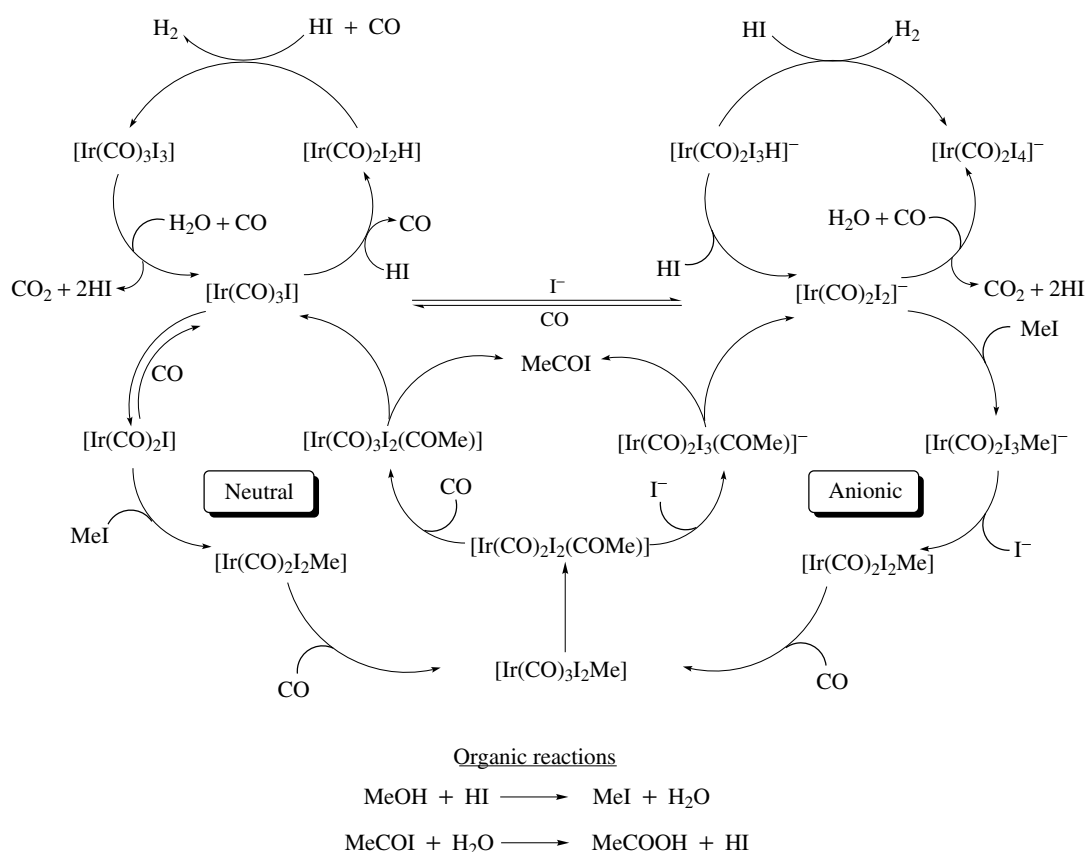 H₂ HI + CO HI H₂
[Ir(CO)₃I₃] [Ir(CO)₂I₂H] [Ir(CO)₂I₃H]⁻ [Ir(CO)₂I₄]⁻
H₂O + CO CO H₂O + CO
CO₂ + 2HI HI HI CO₂ + 2HI
[Ir(CO)₃I] I⁻ [Ir(CO)₂I₂]⁻
CO MeI
CO MeCOI
[Ir(CO)₂I] [Ir(CO)₃I₂(COMe)] [Ir(CO)₂I₃(COMe)]⁻ [Ir(CO)₂I₃Me]⁻
Neutral CO I⁻ Anionic
MeI
[Ir(CO)₂I₂Me] [Ir(CO)₂I₂(COMe)] [Ir(CO)₂I₂Me] I⁻
CO [Ir(CO)₃I₂Me] CO
Organic reactions
MeOH + HI ⟶ MeI + H₂O
MeCOI + H₂O ⟶ MeCOOH + HI